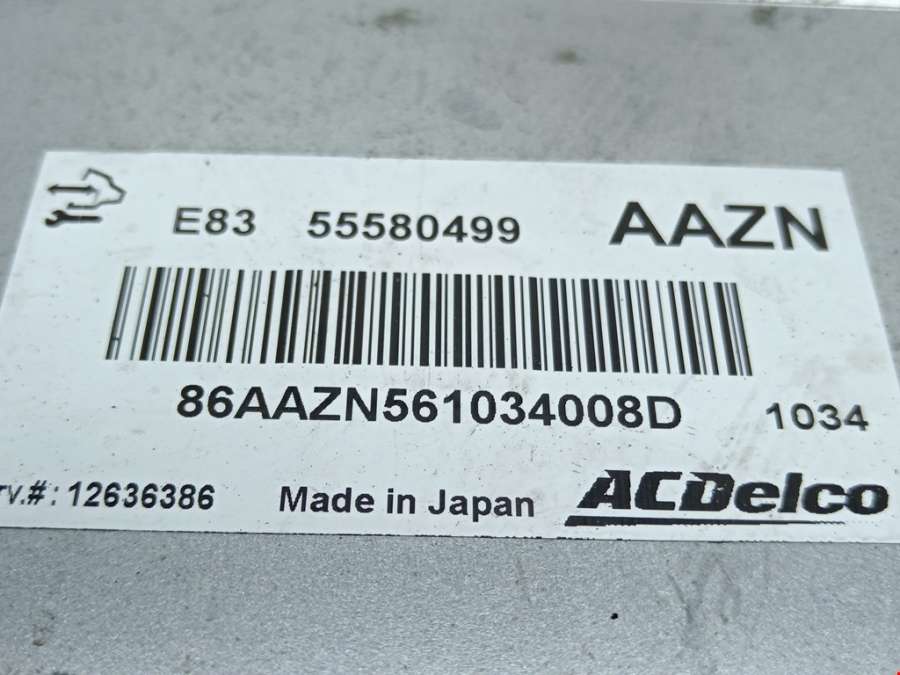 E83 55580499 AAZN
86AAZN561034008D 1034
rv.#: 12636386 Made in Japan ACDelco